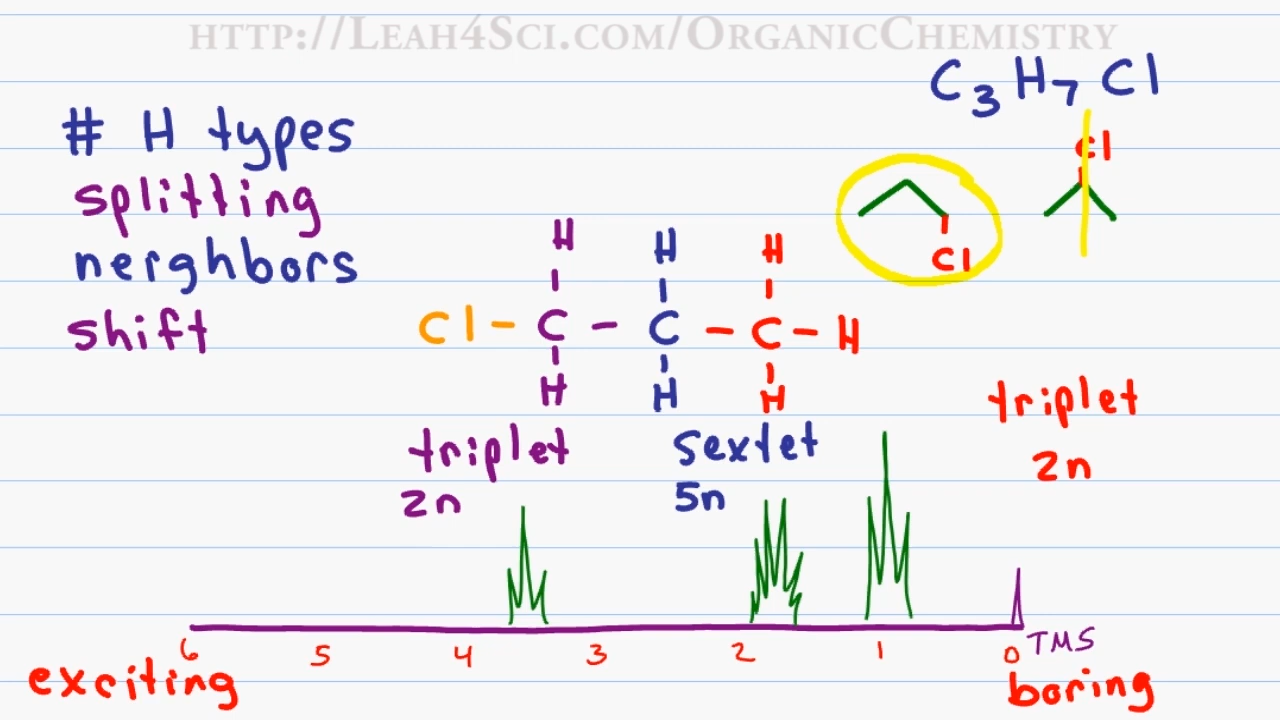 HTTP://LEAH4SCI.COM/ORGANICCHEMISTRY
C3H7Cl
# H types
splitting
nerghbors
shift
Cl
Cl
H H H
Cl - C - C - C - H
H H H
triplet
2n
sextet
5n
triplet
2n
6 5 4 3 2 1 0 TMS
exciting
boring